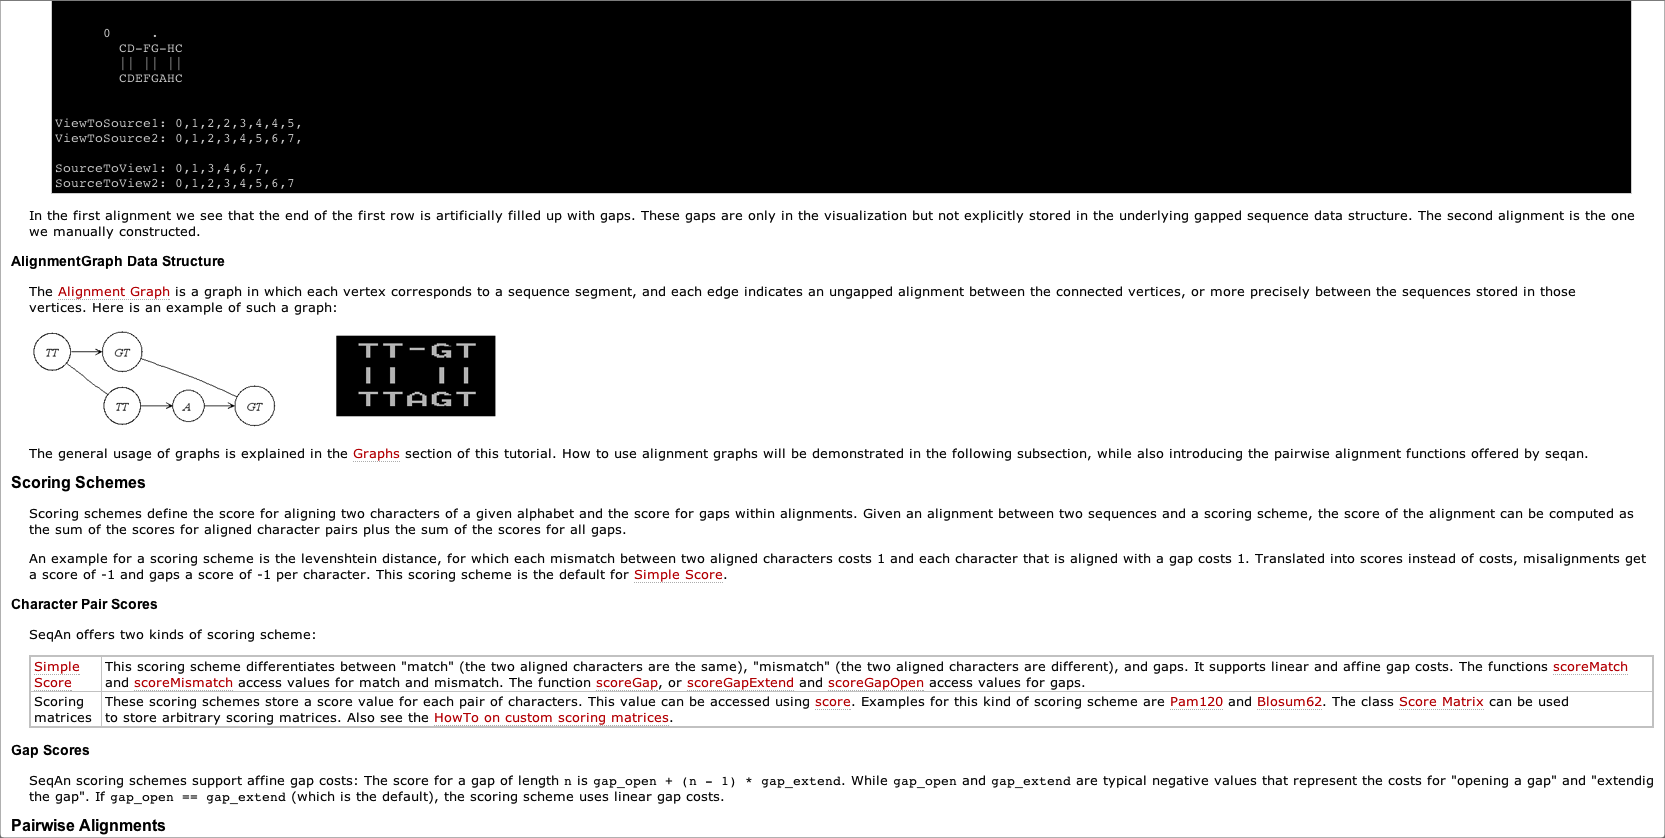 0     .
CD-FG-HC
|| || ||
CDEFGAHC
ViewToSource1: 0,1,2,2,3,4,4,5,
ViewToSource2: 0,1,2,3,4,5,6,7,
SourceToView1: 0,1,3,4,6,7,
SourceToView2: 0,1,2,3,4,5,6,7
In the first alignment we see that the end of the first row is artificially filled up with gaps. These gaps are only in the visualization but not explicitly stored in the underlying gapped sequence data structure. The second alignment is the one
we manually constructed.
AlignmentGraph Data Structure
The Alignment Graph is a graph in which each vertex corresponds to a sequence segment, and each edge indicates an ungapped alignment between the connected vertices, or more precisely between the sequences stored in those
vertices. Here is an example of such a graph:
TT GT
TT A GT
TT-GT
|| ||
TTAGT
The general usage of graphs is explained in the Graphs section of this tutorial. How to use alignment graphs will be demonstrated in the following subsection, while also introducing the pairwise alignment functions offered by seqan.
Scoring Schemes
Scoring schemes define the score for aligning two characters of a given alphabet and the score for gaps within alignments. Given an alignment between two sequences and a scoring scheme, the score of the alignment can be computed as
the sum of the scores for aligned character pairs plus the sum of the scores for all gaps.
An example for a scoring scheme is the levenshtein distance, for which each mismatch between two aligned characters costs 1 and each character that is aligned with a gap costs 1. Translated into scores instead of costs, misalignments get
a score of -1 and gaps a score of -1 per character. This scoring scheme is the default for Simple Score.
Character Pair Scores
SeqAn offers two kinds of scoring scheme:
Simple
Score
This scoring scheme differentiates between "match" (the two aligned characters are the same), "mismatch" (the two aligned characters are different), and gaps. It supports linear and affine gap costs. The functions scoreMatch
and scoreMismatch access values for match and mismatch. The function scoreGap, or scoreGapExtend and scoreGapOpen access values for gaps.
Scoring
matrices
These scoring schemes store a score value for each pair of characters. This value can be accessed using score. Examples for this kind of scoring scheme are Pam120 and Blosum62. The class Score Matrix can be used
to store arbitrary scoring matrices. Also see the HowTo on custom scoring matrices.
Gap Scores
SeqAn scoring schemes support affine gap costs: The score for a gap of length n is gap_open + (n - 1) * gap_extend. While gap_open and gap_extend are typical negative values that represent the costs for "opening a gap" and "extendig
the gap". If gap_open == gap_extend (which is the default), the scoring scheme uses linear gap costs.
Pairwise Alignments